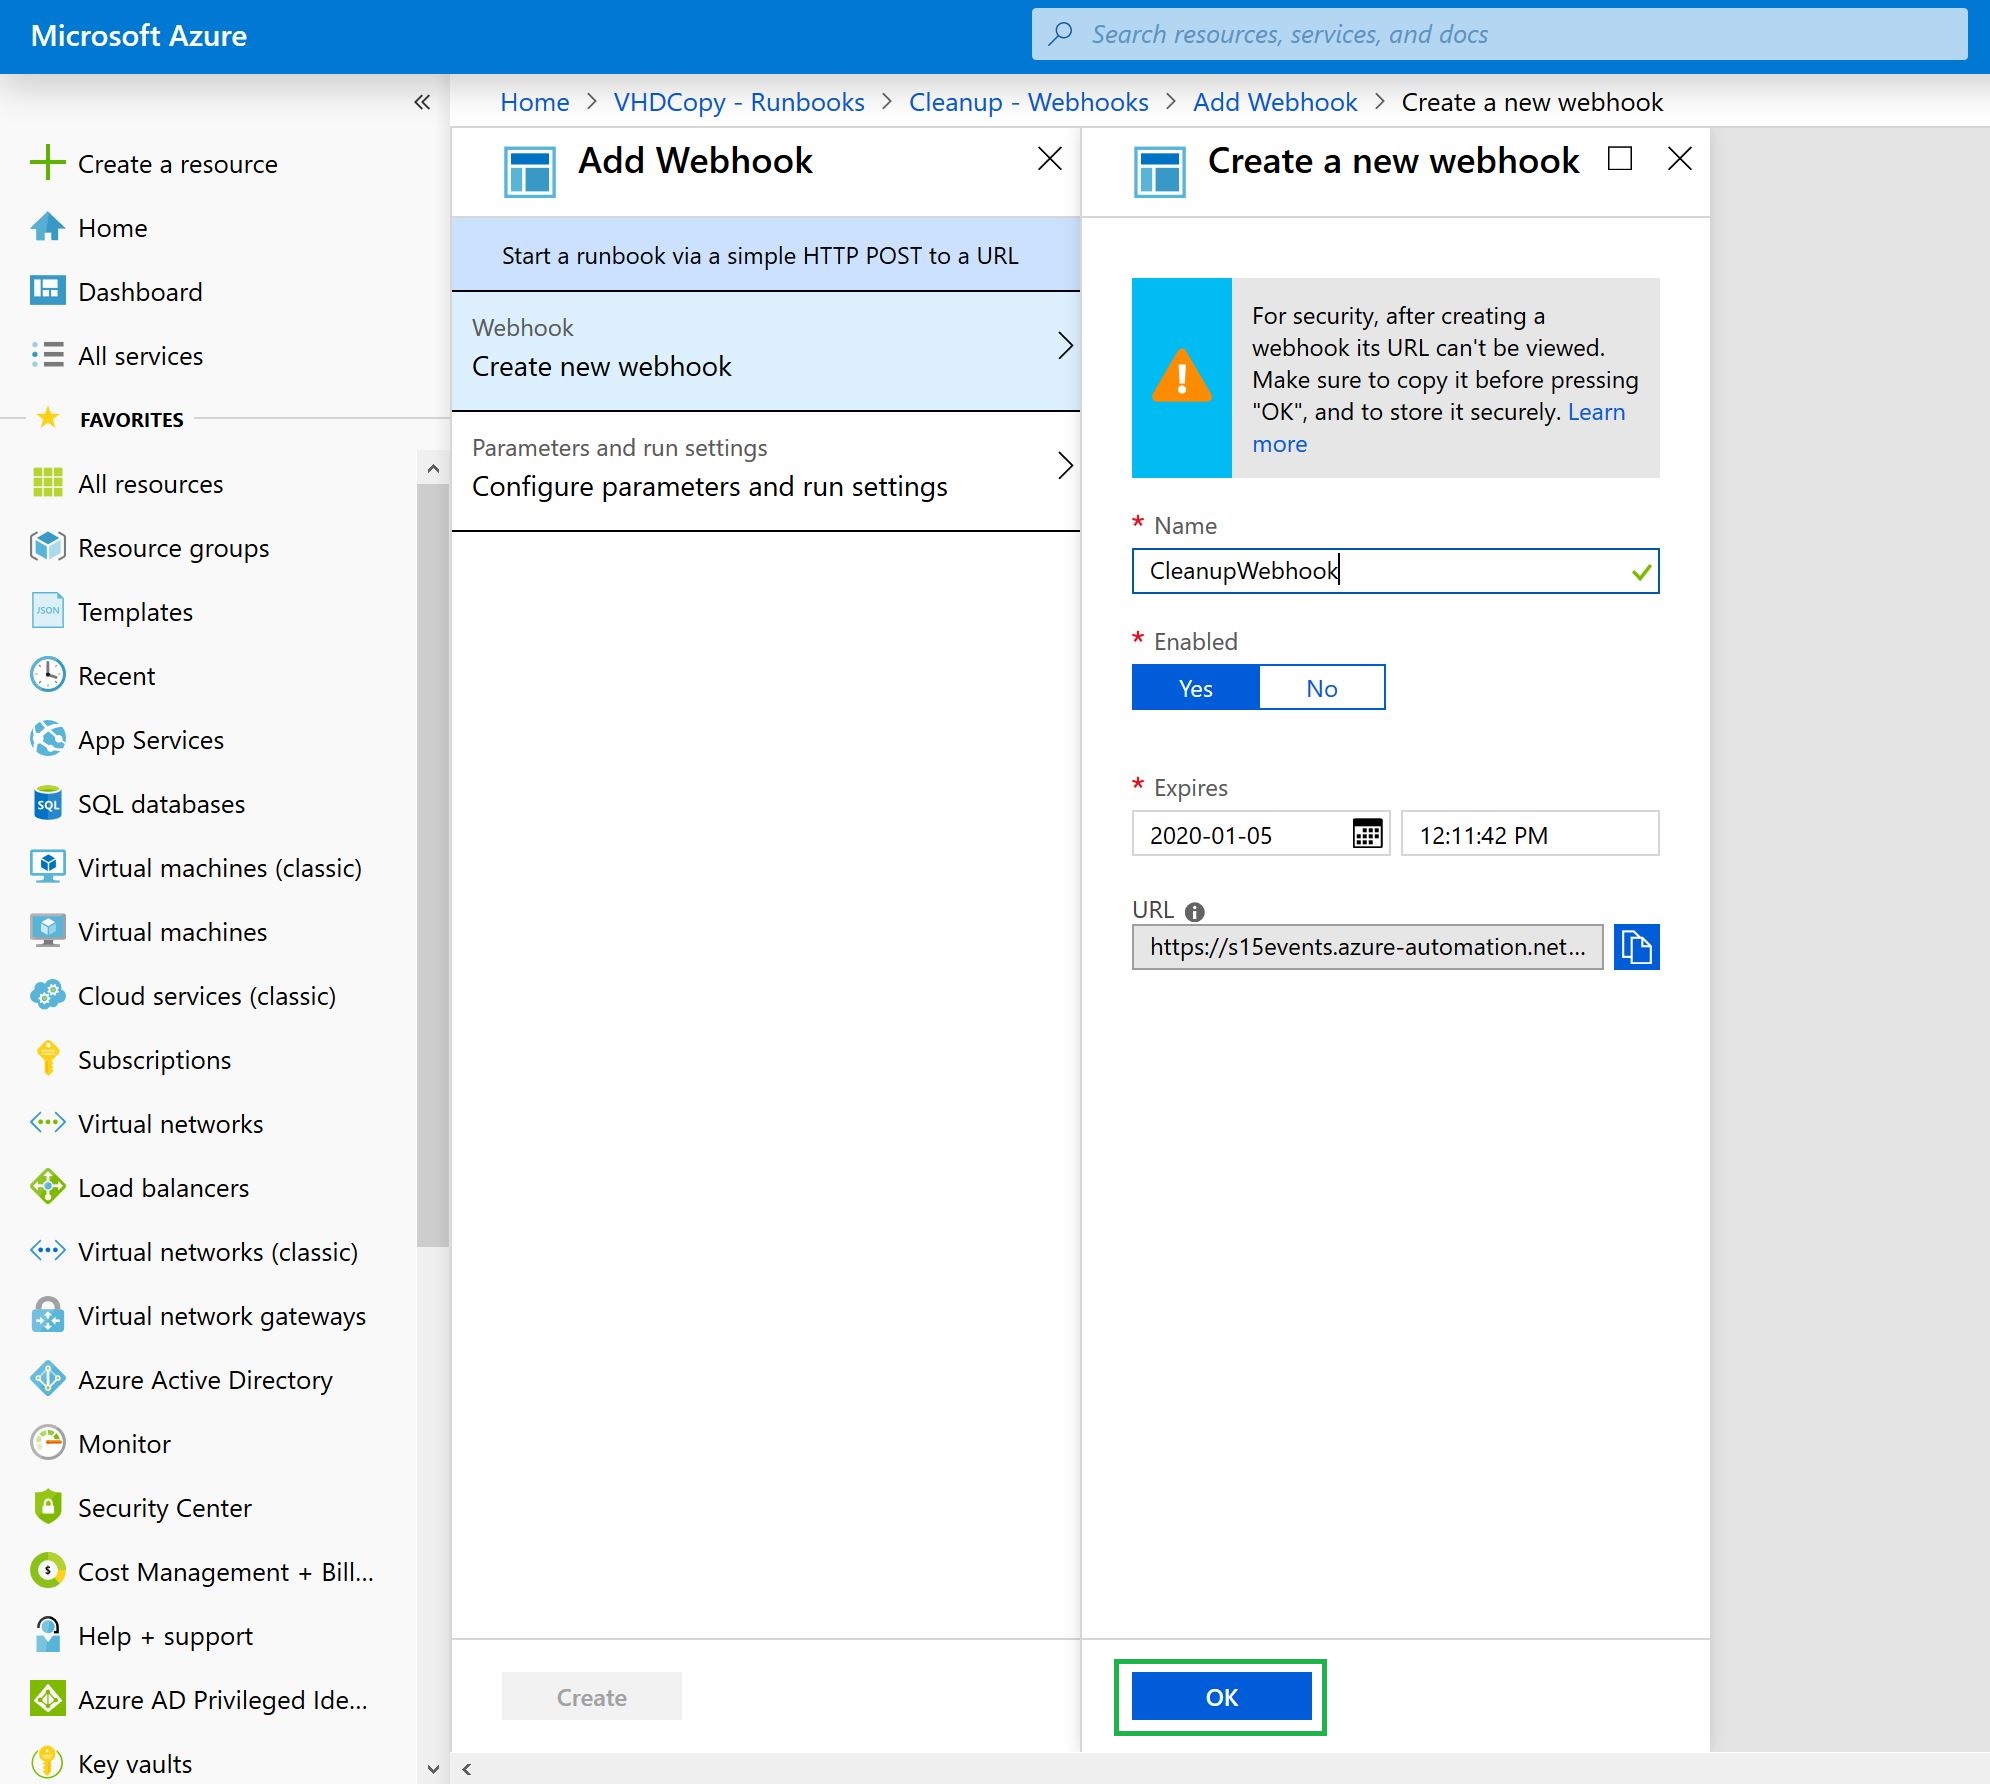 Microsoft Azure
Search resources, services, and docs
Home > VHDCopy - Runbooks > Cleanup - Webhooks > Add Webhook > Create a new webhook
Create a resource
Home
Dashboard
All services
FAVORITES
All resources
Resource groups
JSON
Templates
Recent
App Services
SQL
SQL databases
Virtual machines (classic)
Virtual machines
Cloud services (classic)
Subscriptions
Virtual networks
Load balancers
Virtual networks (classic)
Virtual network gateways
Azure Active Directory
Monitor
Security Center
$
Cost Management + Bill...
Help + support
Azure AD Privileged Ide...
Key vaults
Add Webhook
Start a runbook via a simple HTTP POST to a URL
Webhook
Create new webhook
Parameters and run settings
Configure parameters and run settings
Create
Create a new webhook
For security, after creating a
webhook its URL can't be viewed.
Make sure to copy it before pressing
"OK", and to store it securely. Learn
more
* Name
CleanupWebhook
* Enabled
Yes No
* Expires
2020-01-05 12:11:42 PM
URL
https://s15events.azure-automation.net...
OK